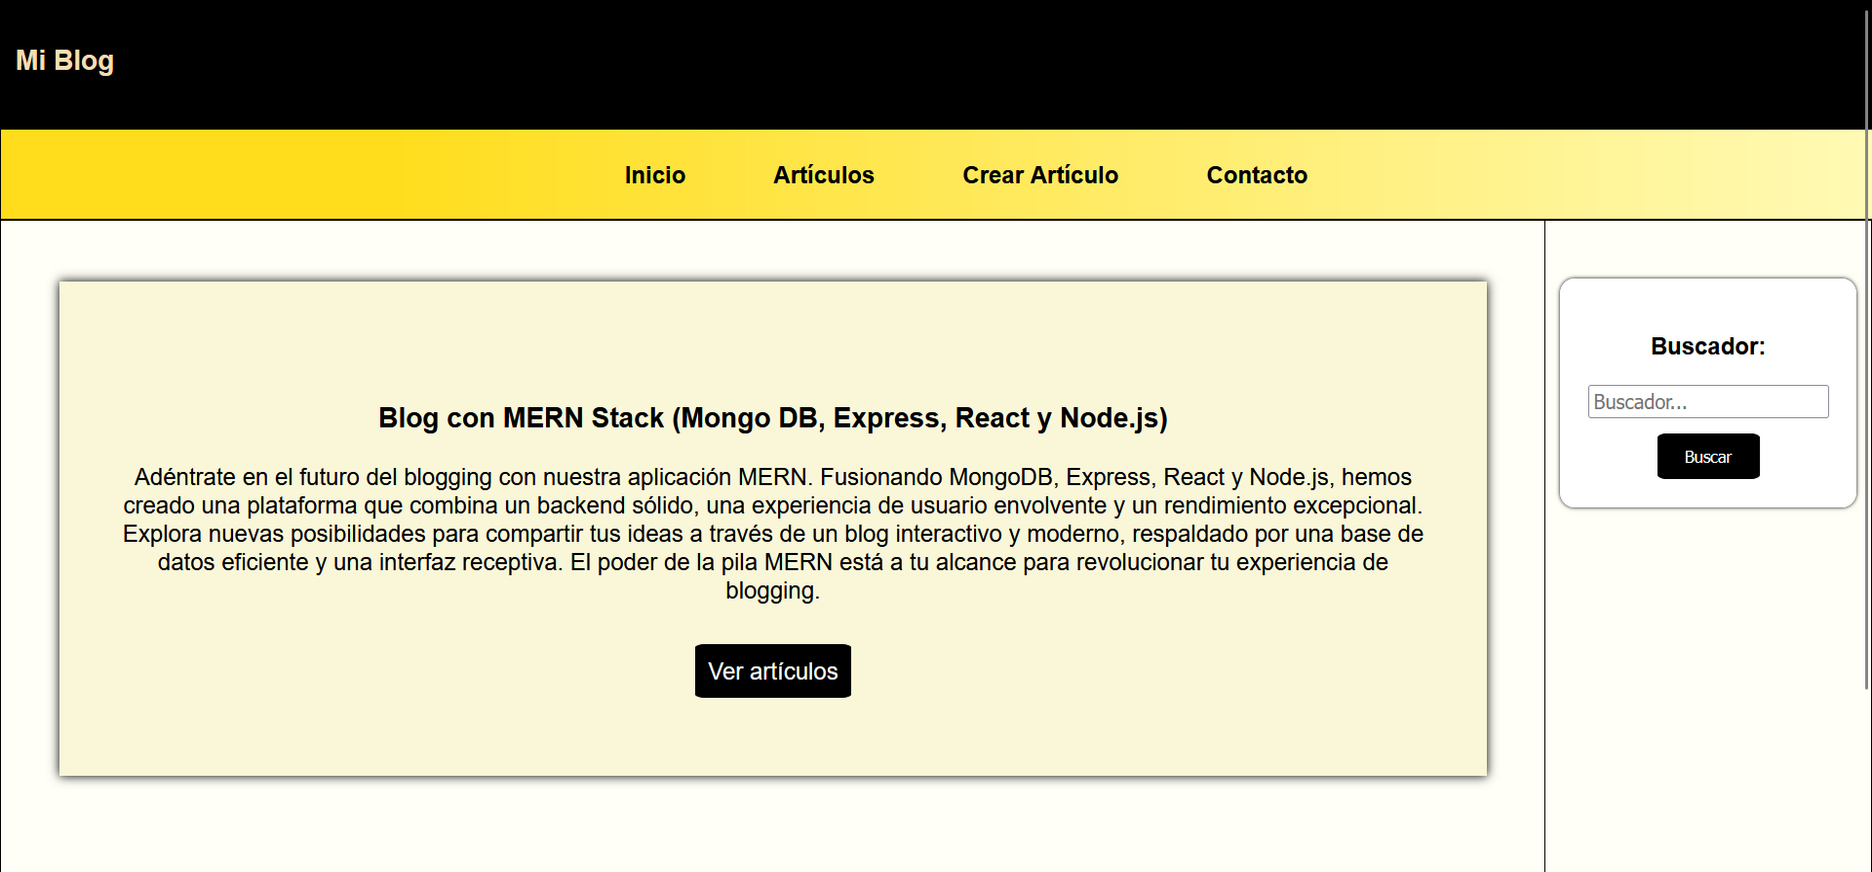 Mi Blog
Inicio Artículos Crear Artículo Contacto
Blog con MERN Stack (Mongo DB, Express, React y Node.js)
Adéntrate en el futuro del blogging con nuestra aplicación MERN. Fusionando MongoDB, Express, React y Node.js, hemos
creado una plataforma que combina un backend sólido, una experiencia de usuario envolvente y un rendimiento excepcional.
Explora nuevas posibilidades para compartir tus ideas a través de un blog interactivo y moderno, respaldado por una base de
datos eficiente y una interfaz receptiva. El poder de la pila MERN está a tu alcance para revolucionar tu experiencia de
blogging.
Ver artículos
Buscador:
Buscador...
Buscar